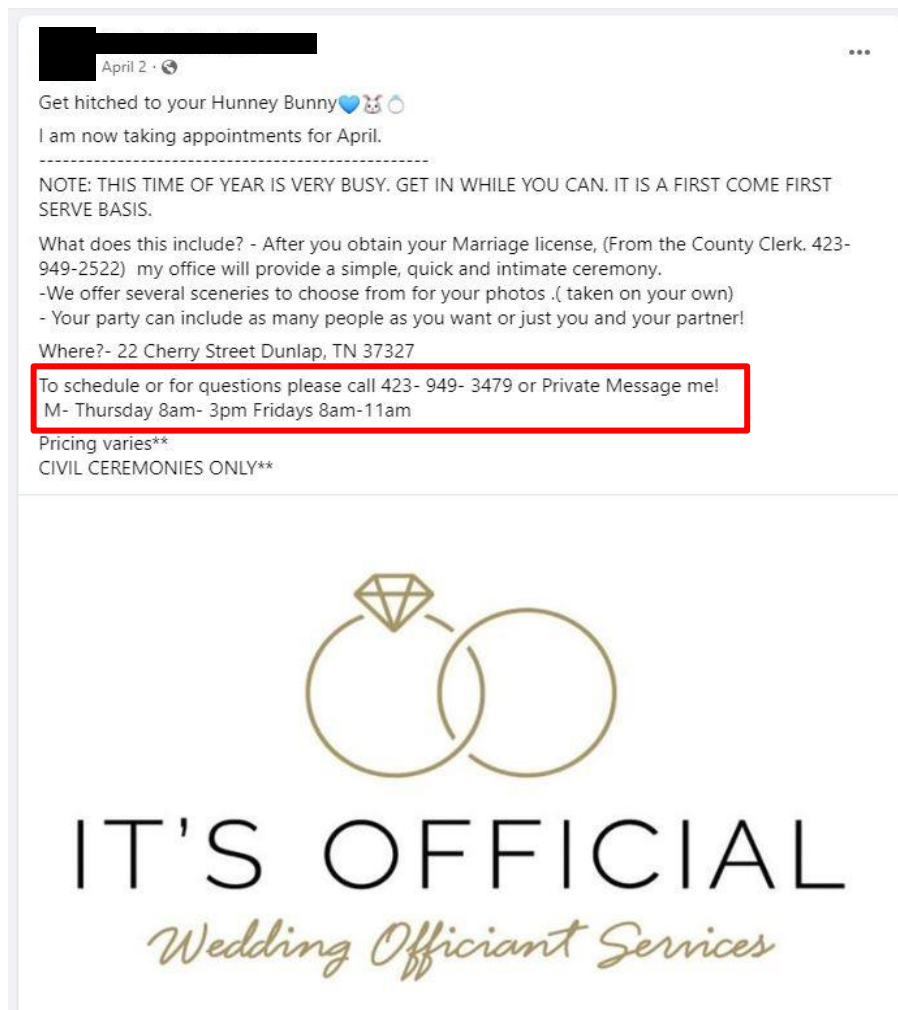 April 2 ·
Get hitched to your Hunney Bunny💙🐰💍
I am now taking appointments for April.
--------------------------------------------------
NOTE: THIS TIME OF YEAR IS VERY BUSY. GET IN WHILE YOU CAN. IT IS A FIRST COME FIRST
SERVE BASIS.
What does this include? - After you obtain your Marriage license, (From the County Clerk. 423-
949-2522)  my office will provide a simple, quick and intimate ceremony.
-We offer several sceneries to choose from for your photos .( taken on your own)
- Your party can include as many people as you want or just you and your partner!
Where?- 22 Cherry Street Dunlap, TN 37327
To schedule or for questions please call 423- 949- 3479 or Private Message me!
M- Thursday 8am- 3pm Fridays 8am-11am
Pricing varies**
CIVIL CEREMONIES ONLY**
IT'S OFFICIAL
Wedding Officiant Services